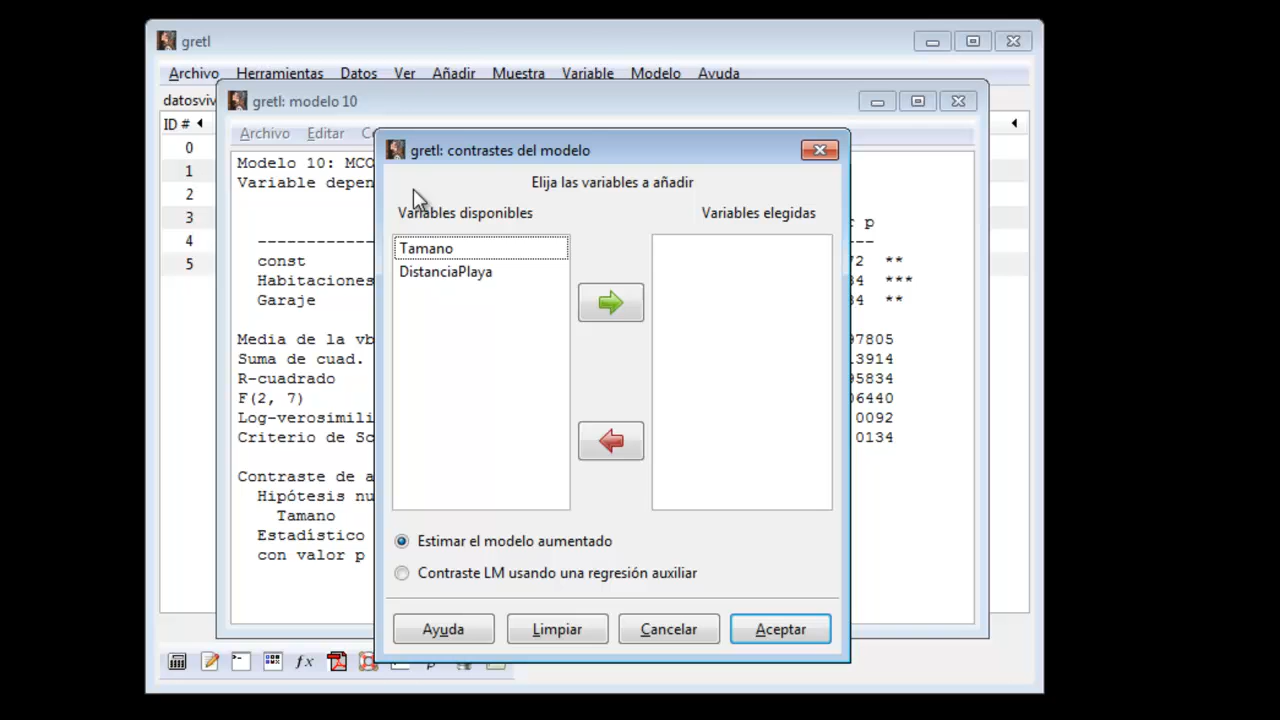 gretl
Archivo Herramientas Datos Ver Añadir Muestra Variable Modelo Ayuda
gretl: modelo 10
ID #
Archivo Editar
0
1
2
3
4
5
Modelo 10: MCO
Variable depen
p
const 72 **
Habitaciones 34 ***
Garaje 34 **
Media de la vb 97805
Suma de cuad. 13914
R-cuadrado 95834
F(2, 7) 06440
Log-verosimili 0092
Criterio de Sc 0134
Contraste de a
Hipótesis nu
Tamano
Estadístico
con valor p
gretl: contrastes del modelo
Elija las variables a añadir
Variables disponibles Variables elegidas
Tamano
DistanciaPlaya
Estimar el modelo aumentado
Contraste LM usando una regresión auxiliar
Ayuda Limpiar Cancelar Aceptar
fx